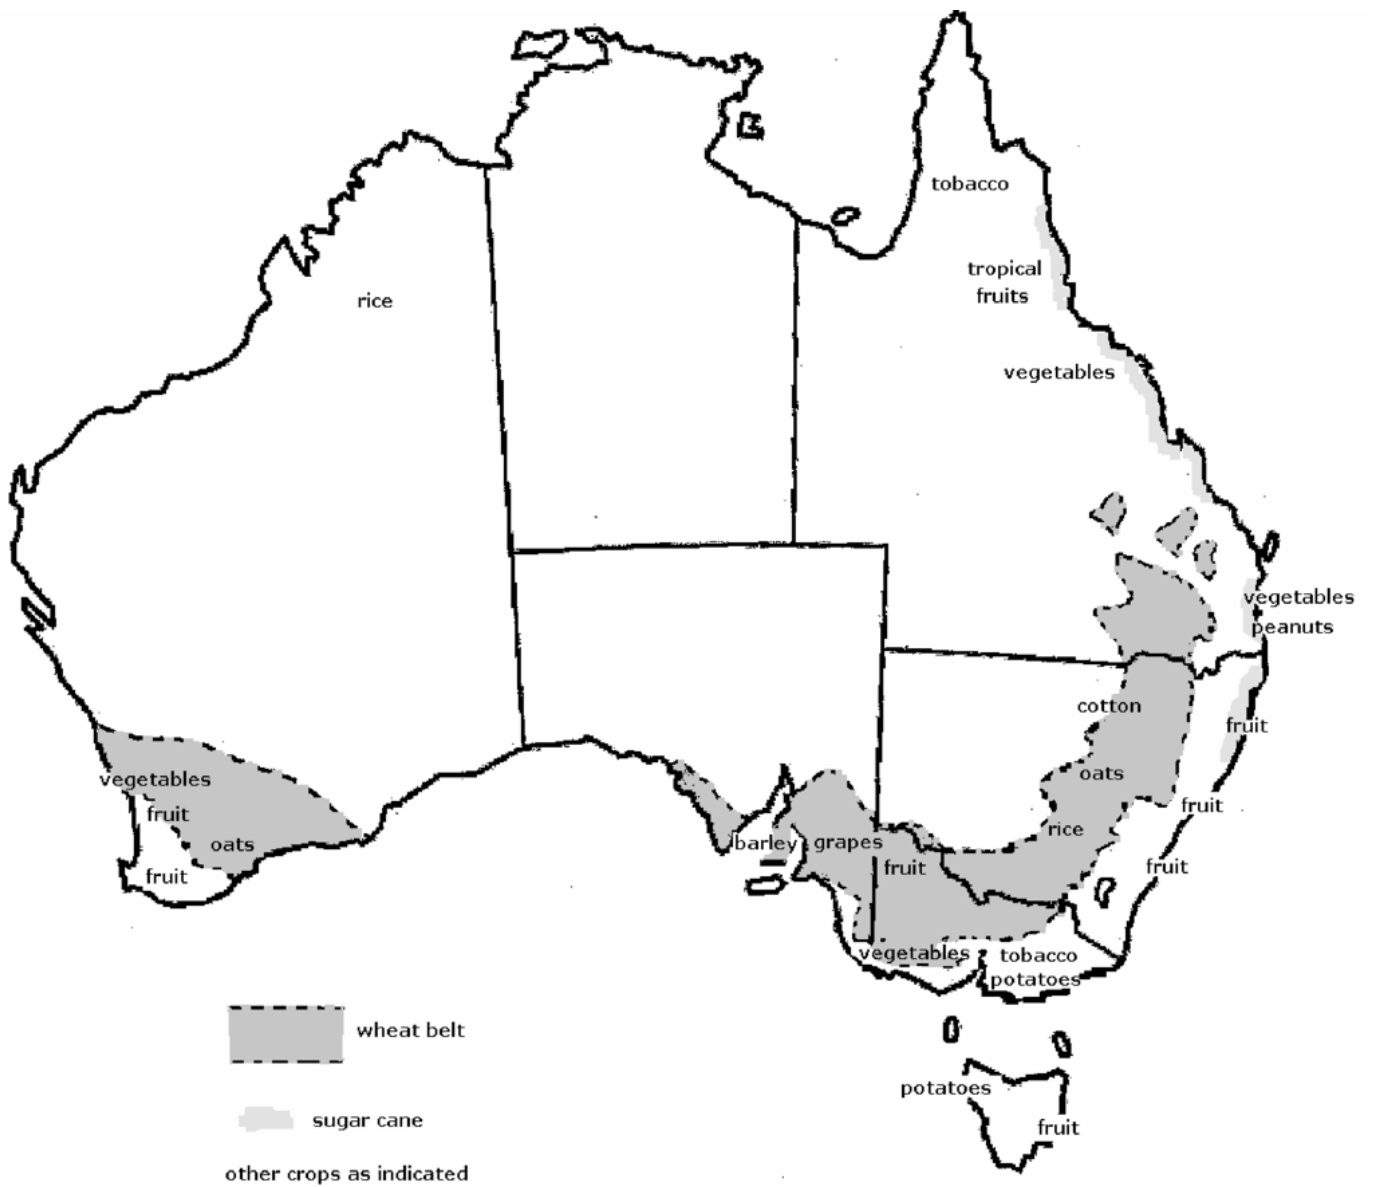 tobacco
tropical
fruits
rice
vegetables
vegetables
peanuts
cotton
fruit
oats
vegetables
fruit
fruit
rice
barley
grapes
oats
fruit
fruit
fruit
vegetables
tobacco
potatoes
wheat belt
potatoes
sugar cane
fruit
other crops as indicated